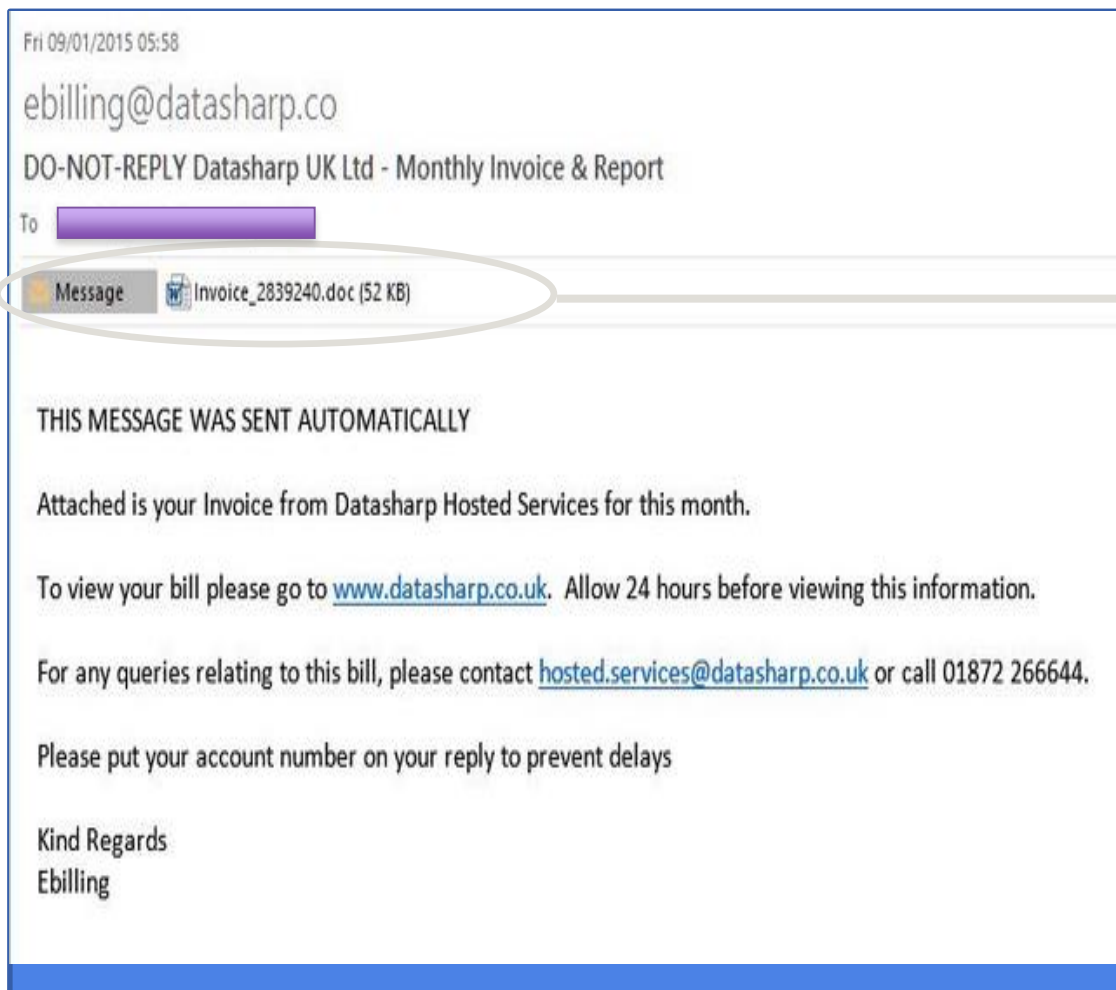 Fri 09/01/2015 05:58
ebilling@datasharp.co
DO-NOT-REPLY Datasharp UK Ltd - Monthly Invoice & Report
To
Message Invoice_2839240.doc (52 KB)
THIS MESSAGE WAS SENT AUTOMATICALLY
Attached is your Invoice from Datasharp Hosted Services for this month.
To view your bill please go to www.datasharp.co.uk. Allow 24 hours before viewing this information.
For any queries relating to this bill, please contact hosted.services@datasharp.co.uk or call 01872 266644.
Please put your account number on your reply to prevent delays
Kind Regards
Ebilling